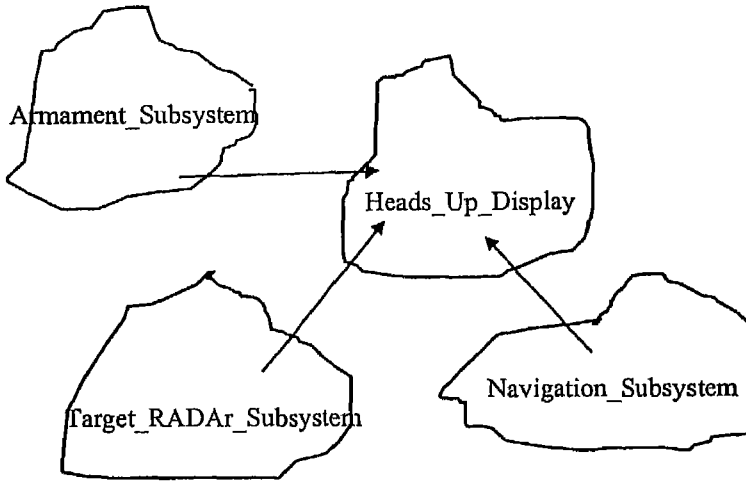 Armament_Subsystem
Heads_Up_Display
Target_RADAr_Subsystem
Navigation_Subsystem